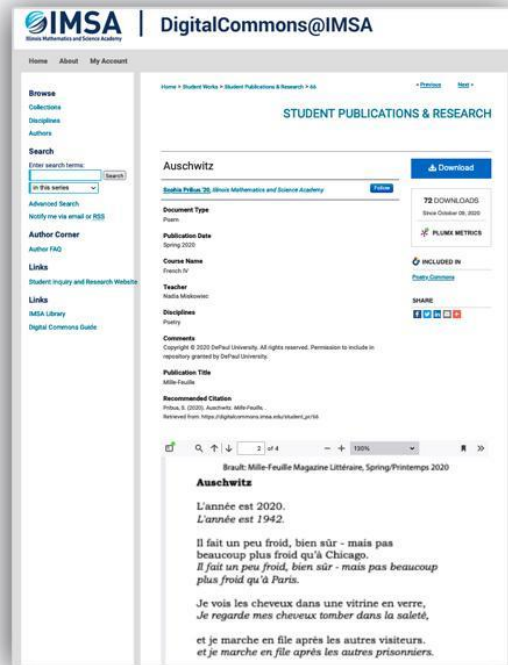 IMSA
Illinois Mathematics and Science Academy
DigitalCommons@IMSA
Home About My Account
Home > Student Works > Student Publications & Research > 66
< Previous Next >
STUDENT PUBLICATIONS & RESEARCH
Browse
Collections
Disciplines
Authors
Search
Enter search terms:
Search
in this series
Advanced Search
Notify me via email or RSS
Author Corner
Author FAQ
Links
Student Inquiry and Research Website
Links
IMSA Library
Digital Commons Guide
Auschwitz
Sophia Pribus '20, Illinois Mathematics and Science Academy
Follow
Document Type
Poem
Publication Date
Spring 2020
Course Name
French IV
Teacher
Nadia Moskowiec
Disciplines
Poetry
Comments
Copyright © 2020 DePaul University. All rights reserved. Permission to include in
repository granted by DePaul University.
Publication Title
Mille-Feuille
Recommended Citation
Pribus, S. (2020). Auschwitz. Mille-Feuille, .
Retrieved from: https://digitalcommons.imsa.edu/student_pr/66
Download
72 DOWNLOADS
Since October 08, 2020
PLUMX METRICS
INCLUDED IN
Poetry Commons
SHARE
2 of 4
120%
Brault: Mille-Feuille Magazine Littéraire, Spring/Printemps 2020
Auschwitz
L'année est 2020.
L'année est 1942.
Il fait un peu froid, bien sûr - mais pas
beaucoup plus froid qu'à Chicago.
Il fait un peu froid, bien sûr - mais pas beaucoup
plus froid qu'à Paris.
Je vois les cheveux dans une vitrine en verre,
Je regarde mes cheveux tomber dans la saleté,
et je marche en file après les autres visiteurs.
et je marche en file après les autres prisonniers.